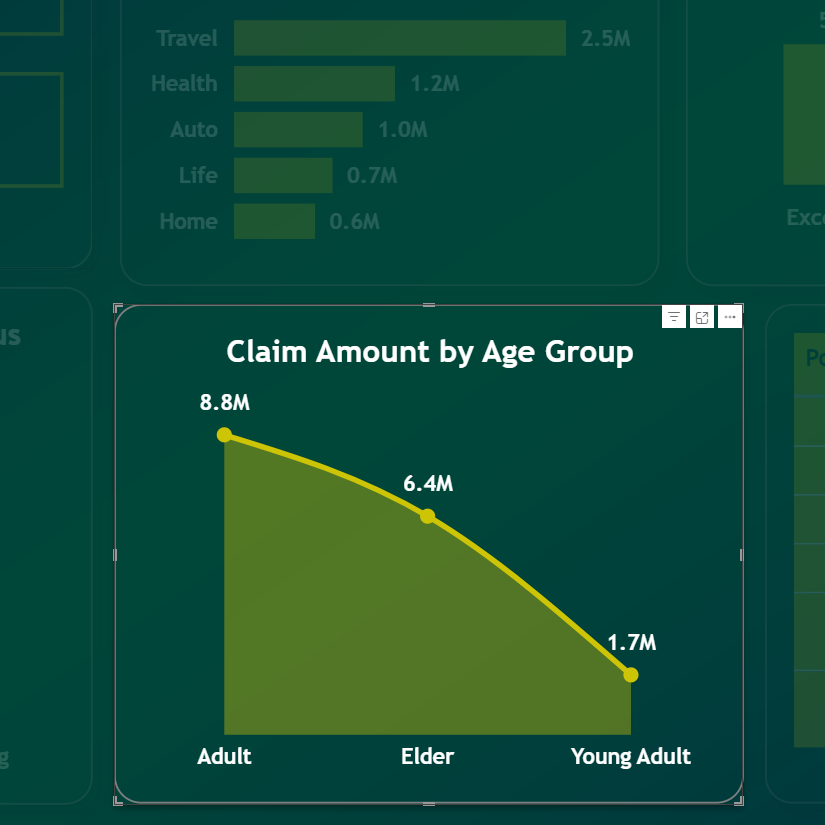 Travel 2.5M
Health 1.2M
Auto 1.0M
Life 0.7M
Home 0.6M
Claim Amount by Age Group
8.8M
6.4M
1.7M
Adult Elder Young Adult